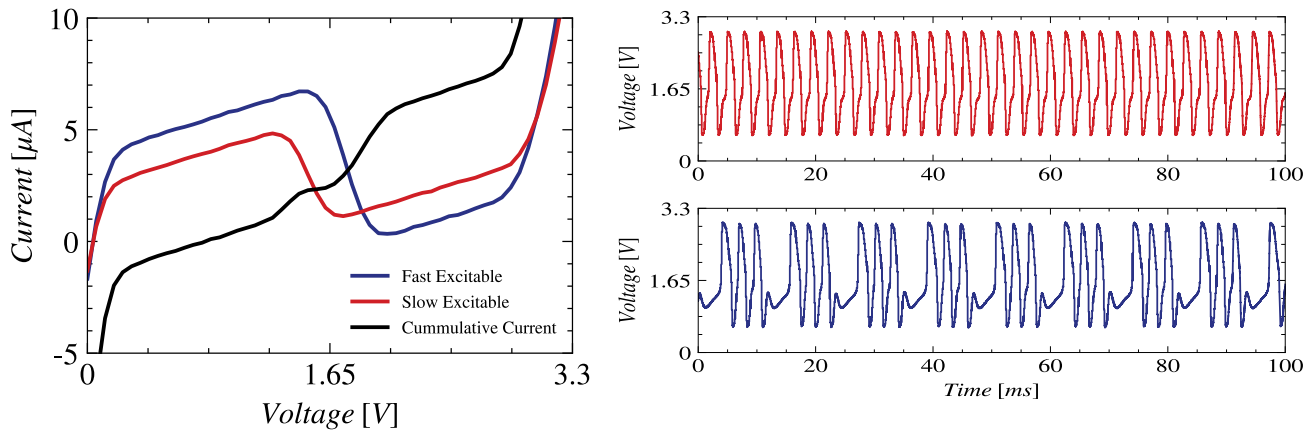 10
5
0
-5
Current [μA]
Fast Excitable
Slow Excitable
Cummulative Current
0 1.65 3.3
Voltage [V]
3.3
1.65
0
Voltage [V]
0 20 40 60 80 100
3.3
1.65
0
Voltage [V]
0 20 40 60 80 100
Time [ms]